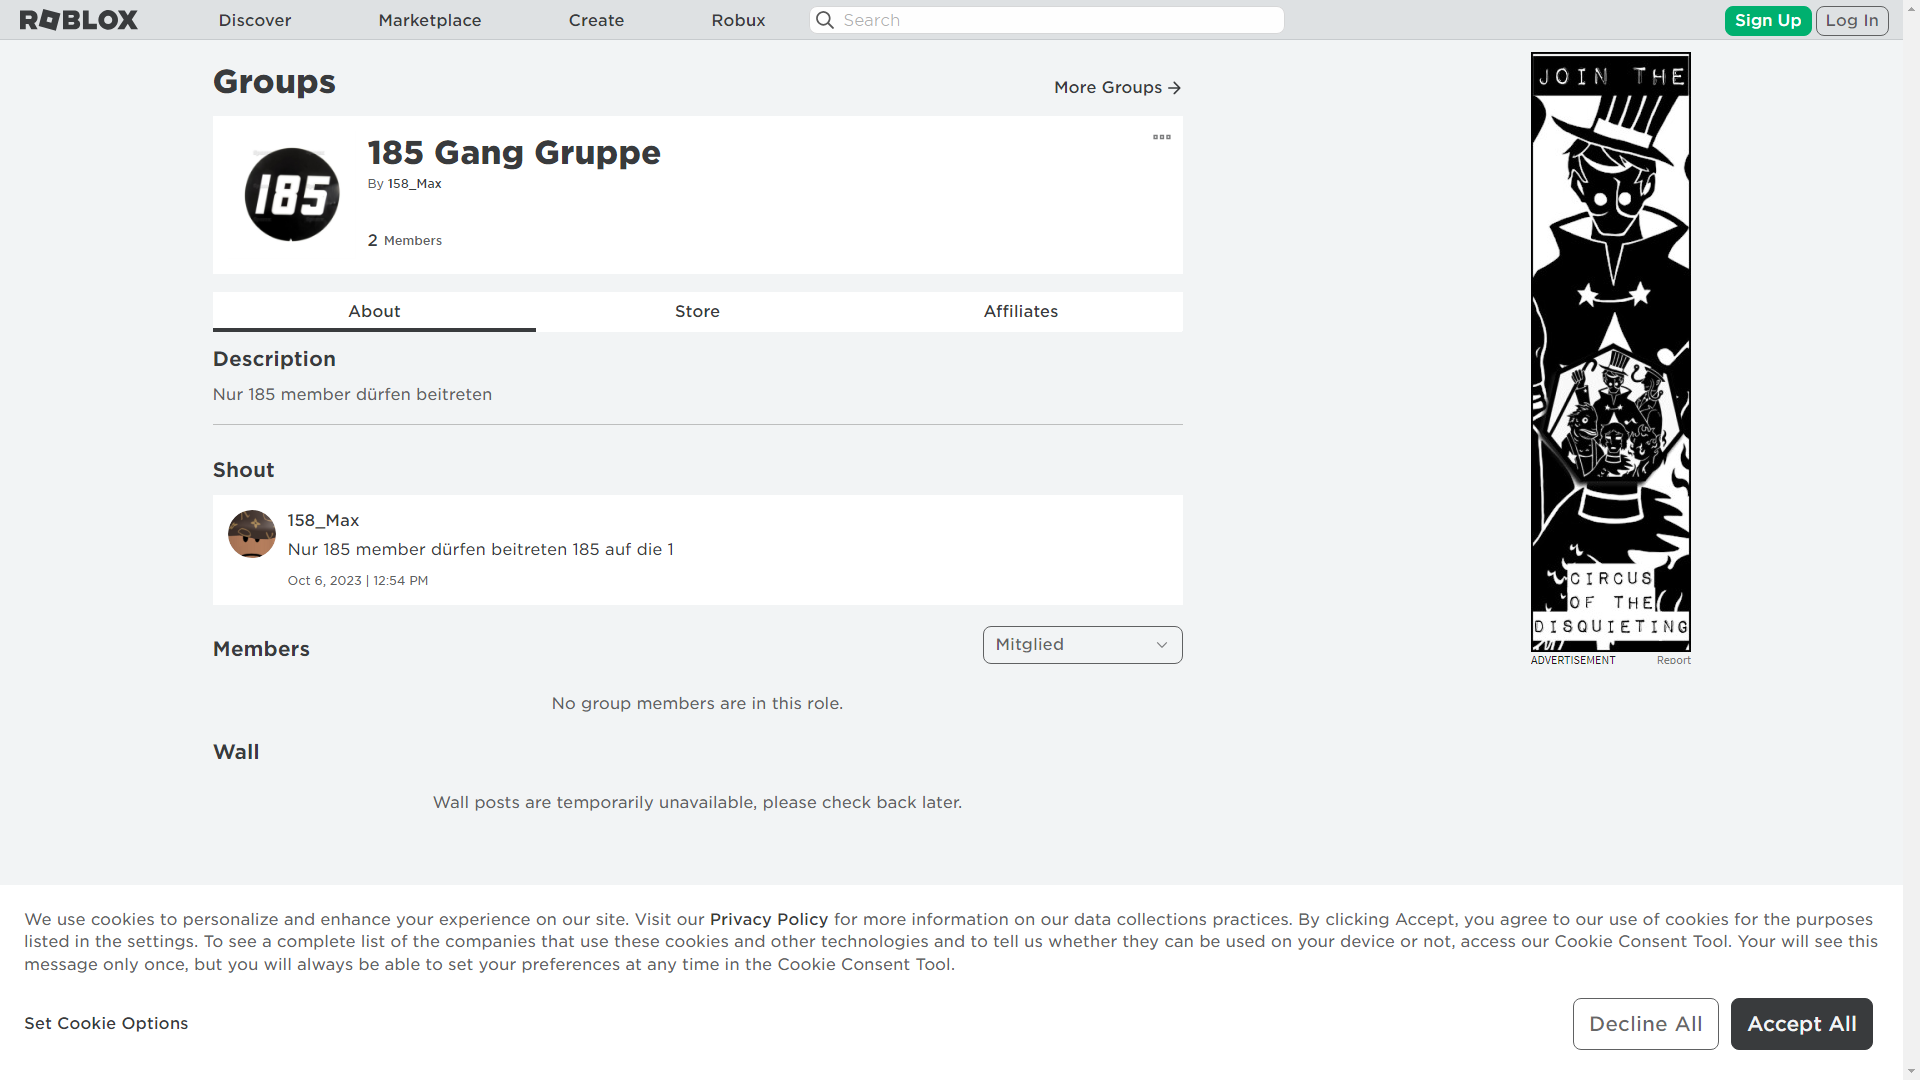 ROBLOX
Discover
Marketplace
Create
Robux
Search
Sign Up
Log In
Groups
More Groups
185
185 Gang Gruppe
By 158_Max
2 Members
About
Store
Affiliates
Description
Nur 185 member dürfen beitreten
Shout
158_Max
Nur 185 member dürfen beitreten 185 auf die 1
Oct 6, 2023 | 12:54 PM
Members
Mitglied
No group members are in this role.
Wall
Wall posts are temporarily unavailable, please check back later.
JOIN THE
CIRCUS
OF THE
DISQUIETING
ADVERTISEMENT
Report
We use cookies to personalize and enhance your experience on our site. Visit our Privacy Policy for more information on our data collections practices. By clicking Accept, you agree to our use of cookies for the purposes
listed in the settings. To see a complete list of the companies that use these cookies and other technologies and to tell us whether they can be used on your device or not, access our Cookie Consent Tool. Your will see this
message only once, but you will always be able to set your preferences at any time in the Cookie Consent Tool.
Set Cookie Options
Decline All
Accept All